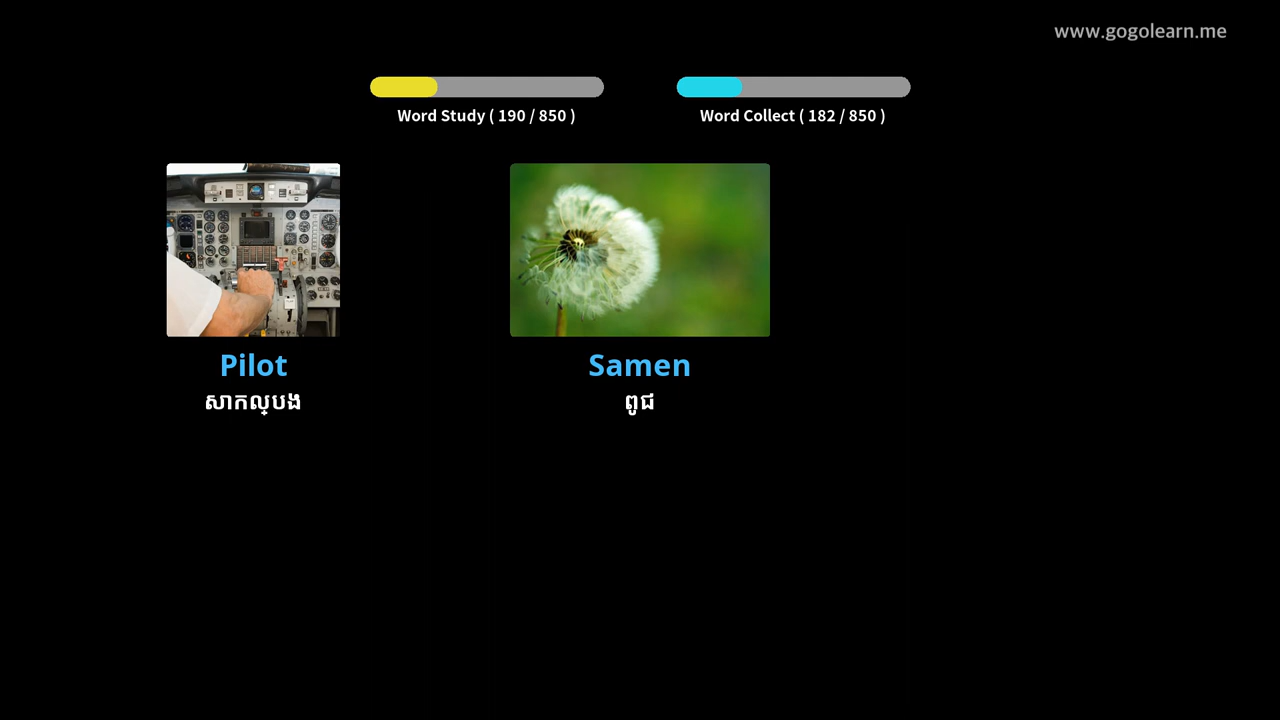 www.gogolearn.me
Word Study ( 190 / 850 )
Word Collect ( 182 / 850 )
Pilot
សាកល្បង
Samen
ពូជ